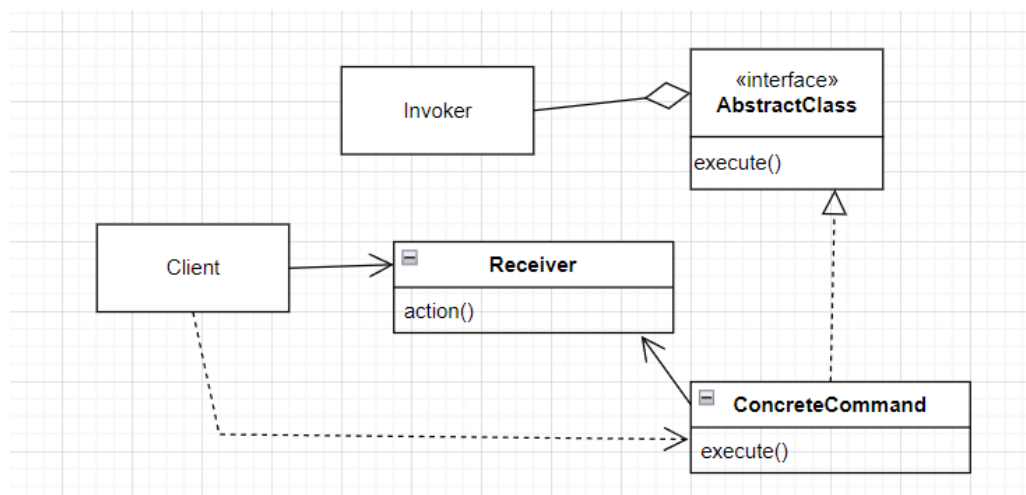 «interface»
AbstractClass
execute()
Invoker
Client
Receiver
action()
ConcreteCommand
execute()